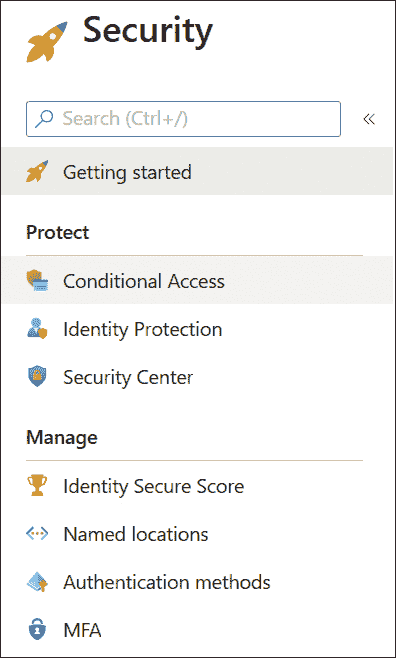 Security
Search (Ctrl+/)
Getting started
Protect
Conditional Access
Identity Protection
Security Center
Manage
Identity Secure Score
Named locations
Authentication methods
MFA